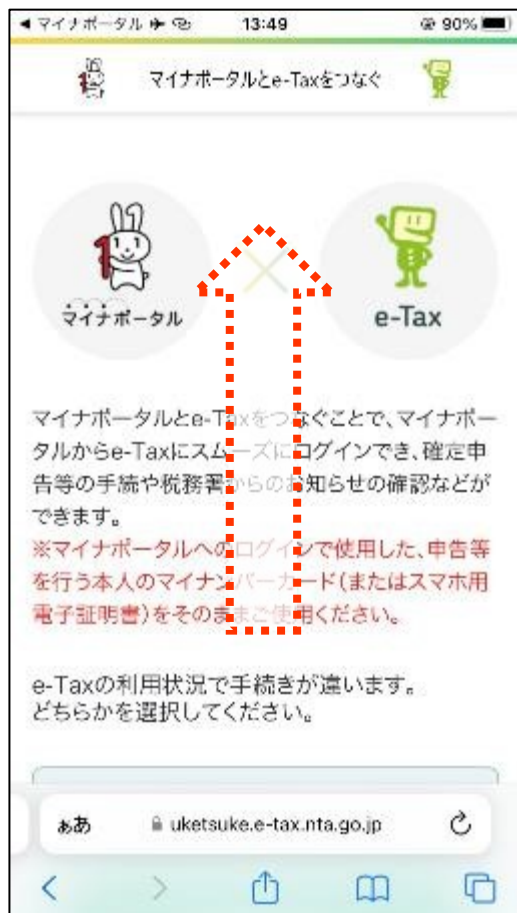 マイナポータル 13:49 90%
マイナポータルとe-Taxをつなぐ
マイナポータル e-Tax
マイナポータルとe-Taxをつなぐことで、マイナポー
タルからe-Taxにスムーズにログインでき、確定申
告等の手続や税務署からのお知らせの確認などが
できます。
※マイナポータルへのログインで使用した、申告等
を行う本人のマイナンバーカード(またはスマホ用
電子証明書)をそのままご使用ください。
e-Taxの利用状況で手続きが違います。
どちらかを選択してください。
ぁあ uketsuke.e-tax.nta.go.jp